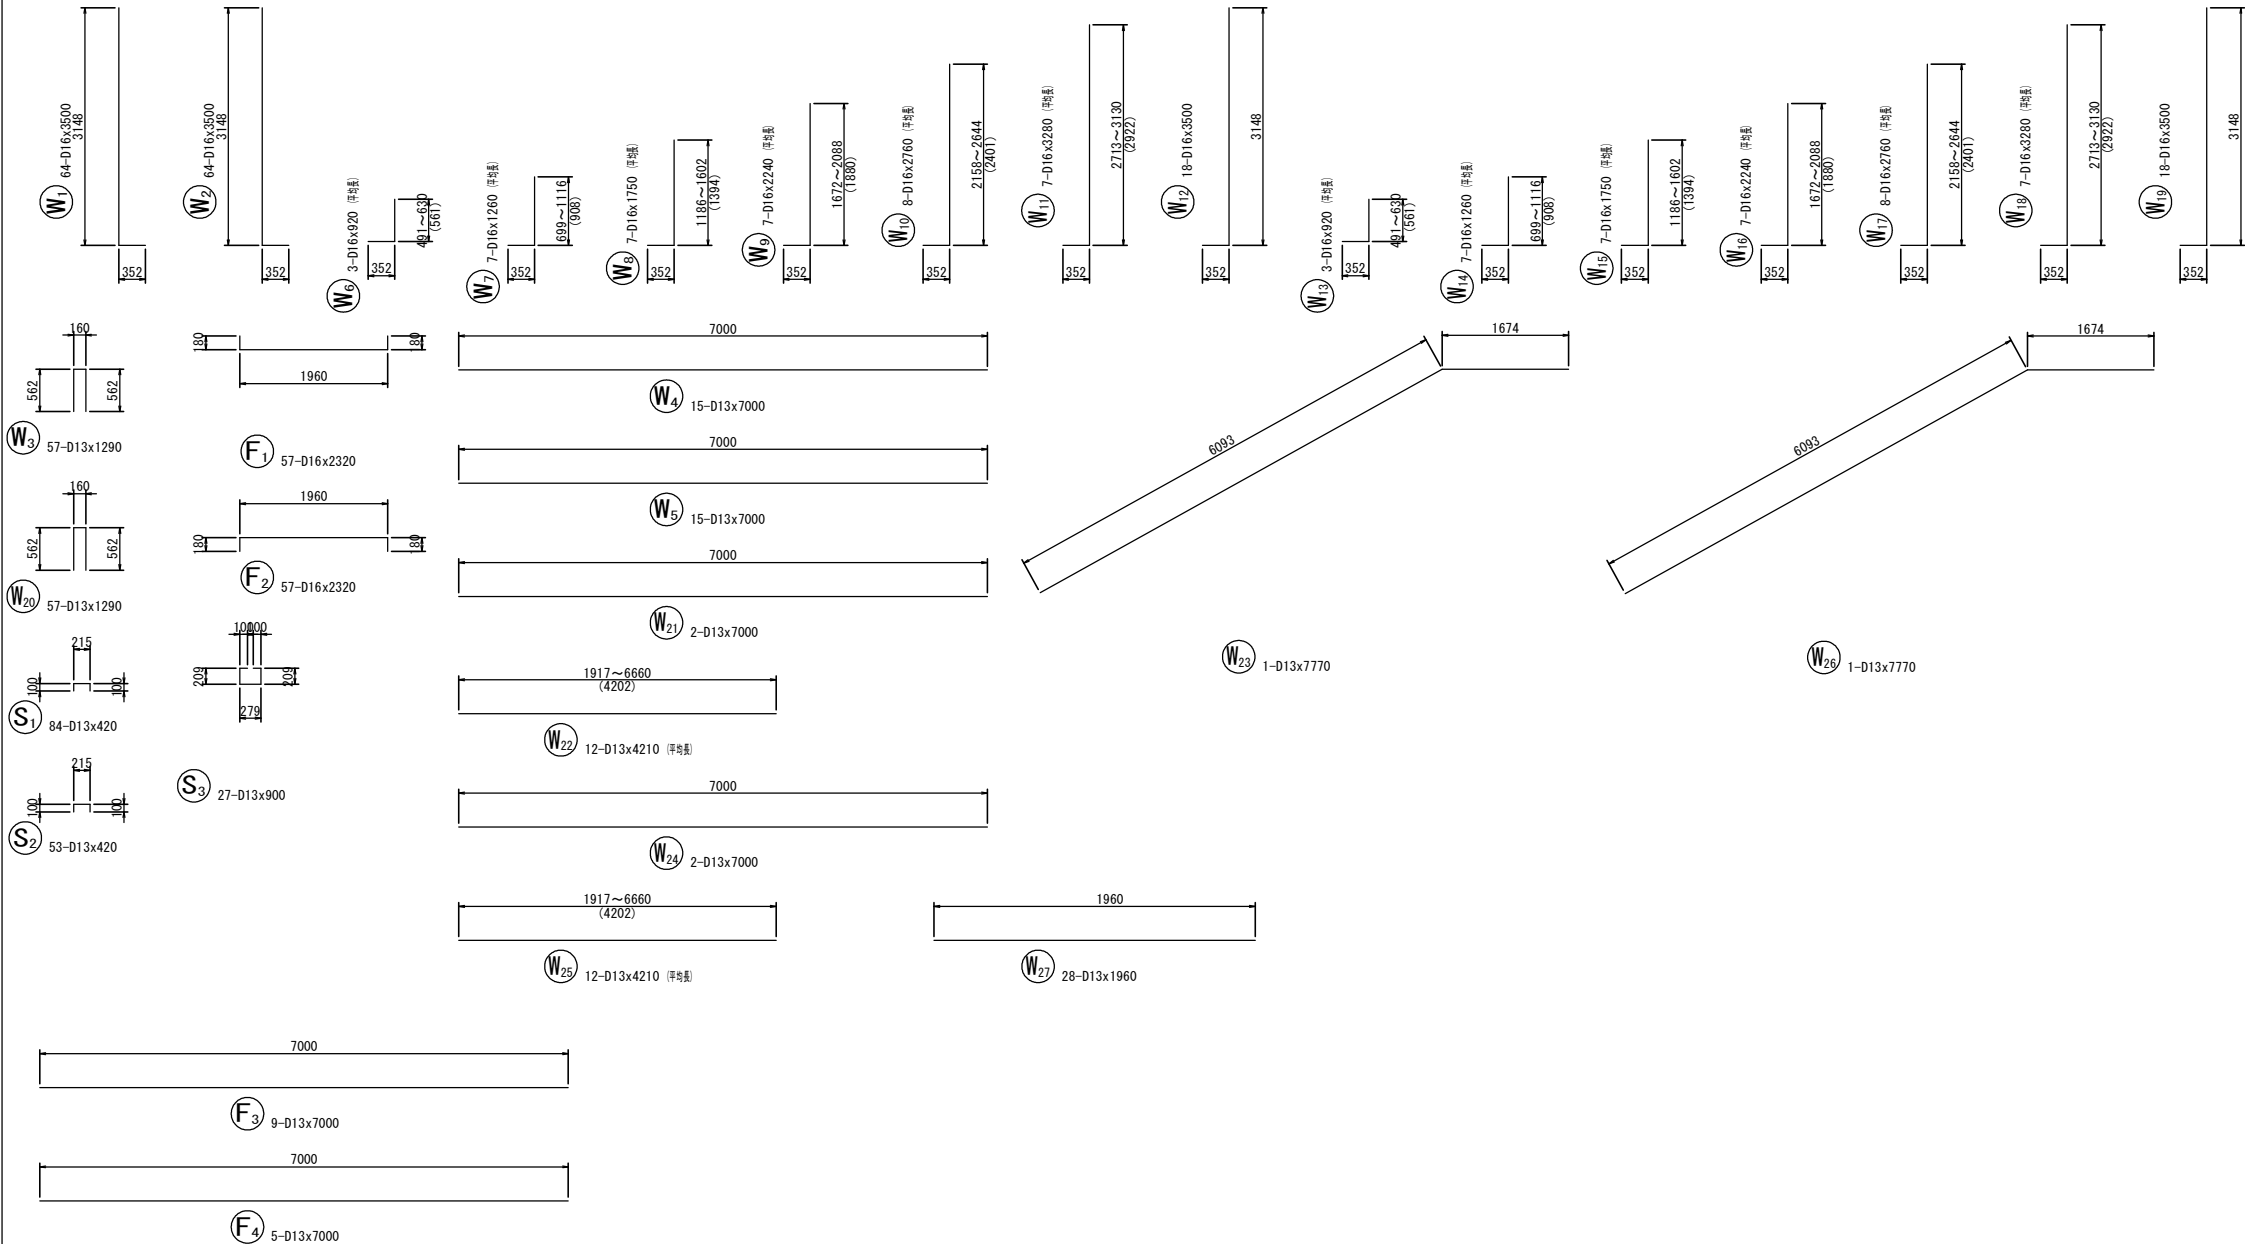 W1 64-D16x3500
3148
352
W2 64-D16x3500
3148
352
W6 3-D16x920 (平均長)
491～630
(561)
352
W7 7-D16x1260 (平均長)
699～1116
(908)
352
W8 7-D16x1750 (平均長)
1186～1602
(1394)
352
W9 7-D16x2240 (平均長)
1672～2088
(1880)
352
W10 8-D16x2760 (平均長)
2158～2644
(2401)
352
W11 7-D16x3280 (平均長)
2713～3130
(2922)
352
W12 18-D16x3500
3148
352
W13 3-D16x920 (平均長)
491～630
(561)
352
W14 7-D16x1260 (平均長)
699～1116
(908)
352
W15 7-D16x1750 (平均長)
1186～1602
(1394)
352
W16 7-D16x2240 (平均長)
1672～2088
(1880)
352
W17 8-D16x2760 (平均長)
2158～2644
(2401)
352
W18 7-D16x3280 (平均長)
2713～3130
(2922)
352
W19 18-D16x3500
3148
352
160
562
562
W3 57-D13x1290
180
180
1960
F1 57-D16x2320
7000
W4 15-D13x7000
1674
6093
W23 1-D13x7770
1674
6093
W26 1-D13x7770
7000
W5 15-D13x7000
160
562
562
W20 57-D13x1290
1960
180
180
F2 57-D16x2320
7000
W21 2-D13x7000
215
100
100
S1 84-D13x420
100
100
209
209
279
S3 27-D13x900
1917～6660
(4202)
W22 12-D13x4210 (平均長)
215
100
100
S2 53-D13x420
7000
W24 2-D13x7000
1917～6660
(4202)
W25 12-D13x4210 (平均長)
1960
W27 28-D13x1960
7000
F3 9-D13x7000
7000
F4 5-D13x7000